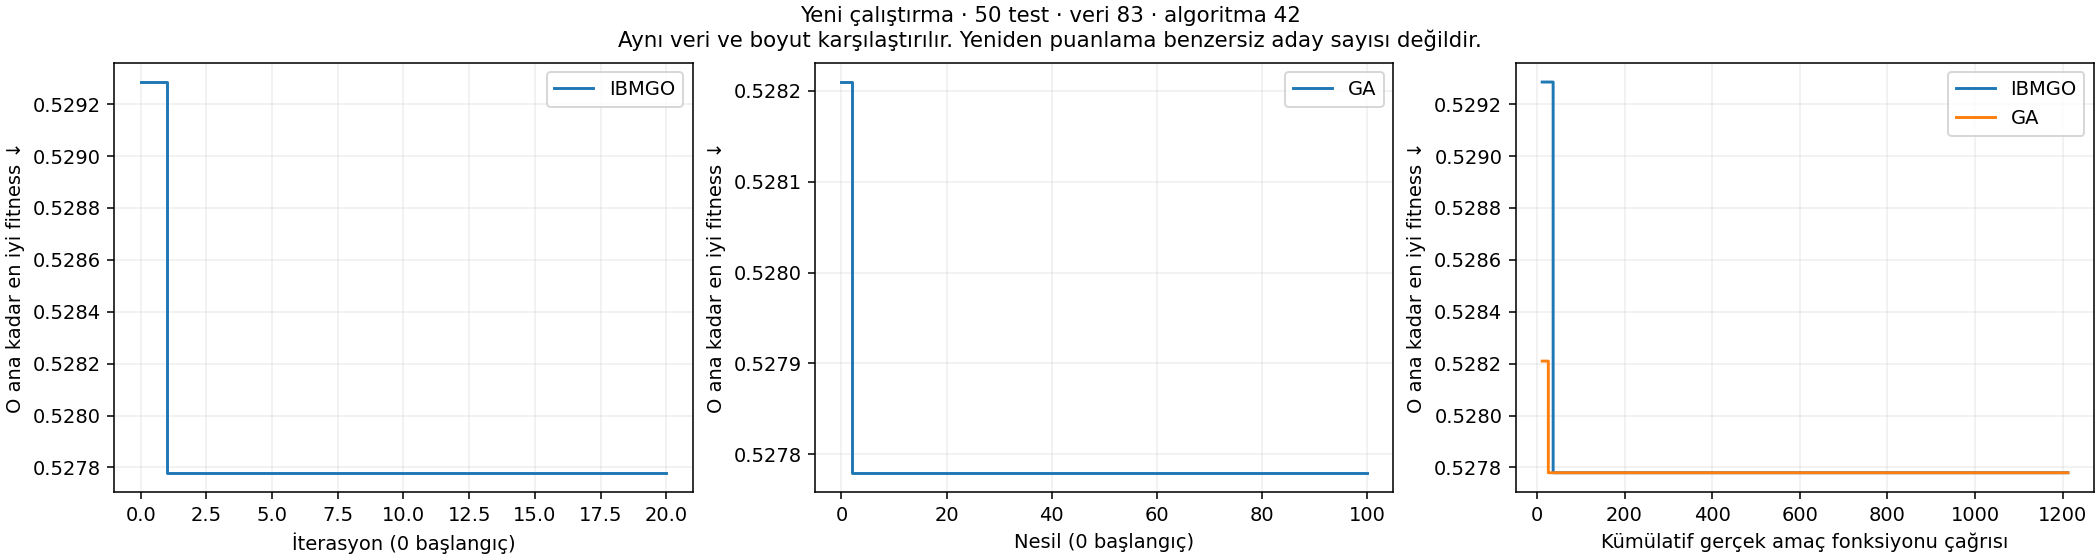 Yeni çalıştırma · 50 test · veri 83 · algoritma 42
Aynı veri ve boyut karşılaştırılır. Yeniden puanlama benzersiz aday sayısı değildir.
O ana kadar en iyi fitness ↓
0.5292
0.5290
0.5288
0.5286
0.5284
0.5282
0.5280
0.5278
IBMGO
0.0 2.5 5.0 7.5 10.0 12.5 15.0 17.5 20.0
İterasyon (0 başlangıç)
O ana kadar en iyi fitness ↓
0.5282
0.5281
0.5280
0.5279
0.5278
GA
0 20 40 60 80 100
Nesil (0 başlangıç)
O ana kadar en iyi fitness ↓
0.5292
0.5290
0.5288
0.5286
0.5284
0.5282
0.5280
0.5278
IBMGO
GA
0 200 400 600 800 1000 1200
Kümülatif gerçek amaç fonksiyonu çağrısı